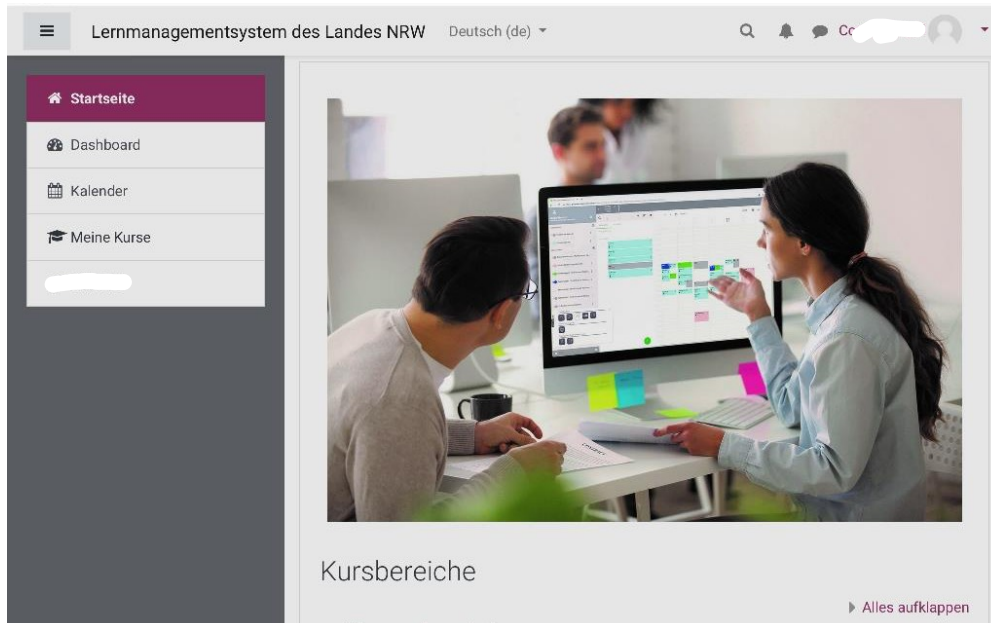 Lernmanagementsystem des Landes NRW Deutsch (de)
Startseite
Dashboard
Kalender
Meine Kurse
Kursbereiche
Alles aufklappen